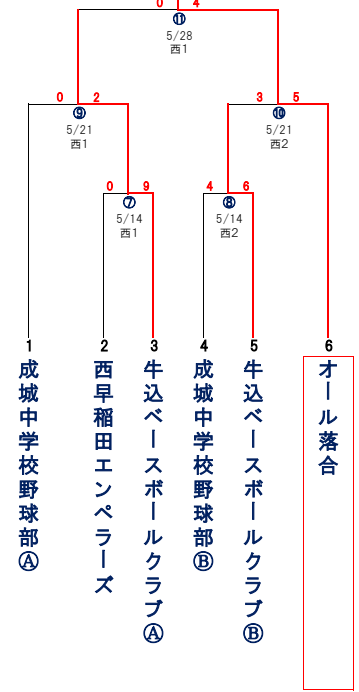 0 4
⑪
5/28
西1
0 2
3 5
⑨
⑩
5/21
西1
5/21
西2
0 9
4 6
⑦
⑧
5/14
西1
5/14
西2
1 2 3 4 5 6
成城中学校野球部Ⓐ
西早稲田エンペラーズ
牛込ベースボールクラブⒶ
成城中学校野球部Ⓑ
牛込ベースボールクラブⒷ
オール落合